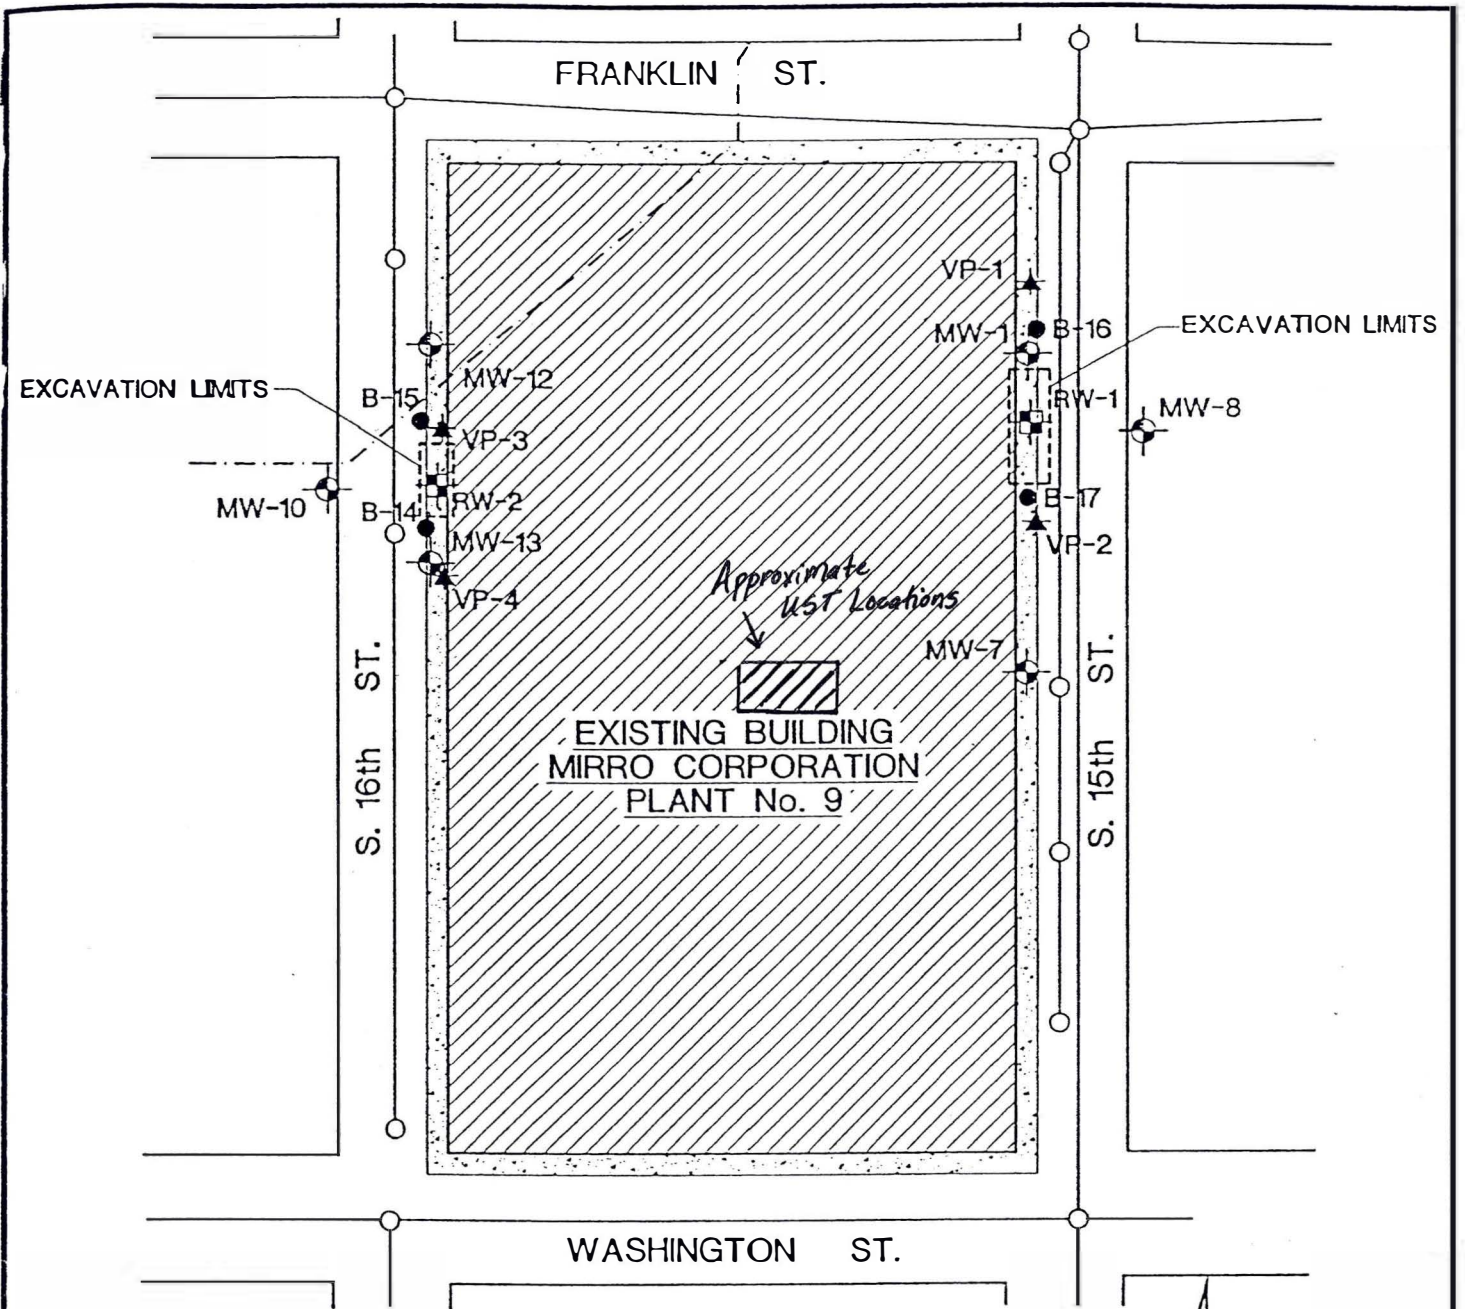 FRANKLIN ST.
VP-1
MW-1
B-16
EXCAVATION LIMITS
EXCAVATION LIMITS
MW-12
B-15
RW-1
MW-8
VP-3
MW-10
B-14
RW-2
B-17
MW-13
VP-2
VP-4
Approximate
UST Locations
MW-7
S. 16th ST.
S. 15th ST.
EXISTING BUILDING
MIRRO CORPORATION
PLANT No. 9
WASHINGTON ST.